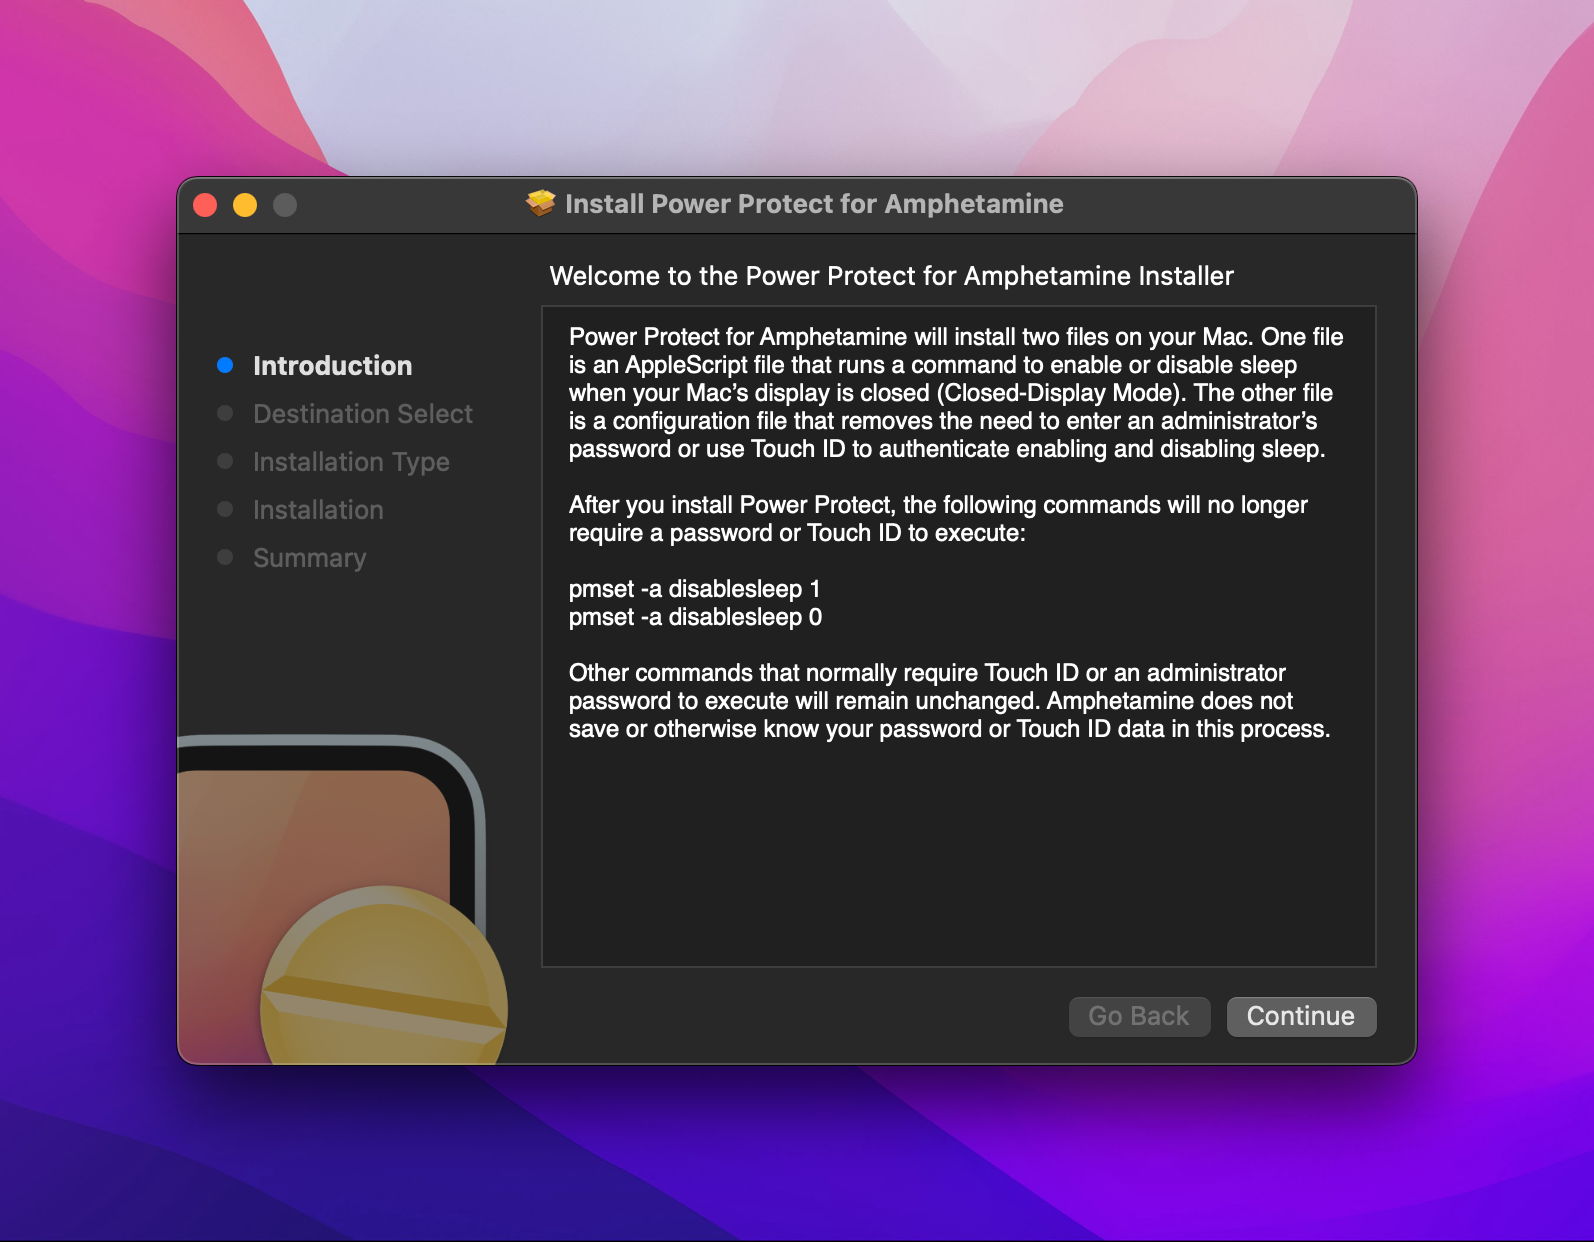 Install Power Protect for Amphetamine
Welcome to the Power Protect for Amphetamine Installer
Introduction
Destination Select
Installation Type
Installation
Summary
Power Protect for Amphetamine will install two files on your Mac. One file
is an AppleScript file that runs a command to enable or disable sleep
when your Mac’s display is closed (Closed-Display Mode). The other file
is a configuration file that removes the need to enter an administrator’s
password or use Touch ID to authenticate enabling and disabling sleep.
After you install Power Protect, the following commands will no longer
require a password or Touch ID to execute:
pmset -a disablesleep 1
pmset -a disablesleep 0
Other commands that normally require Touch ID or an administrator
password to execute will remain unchanged. Amphetamine does not
save or otherwise know your password or Touch ID data in this process.
Go Back
Continue